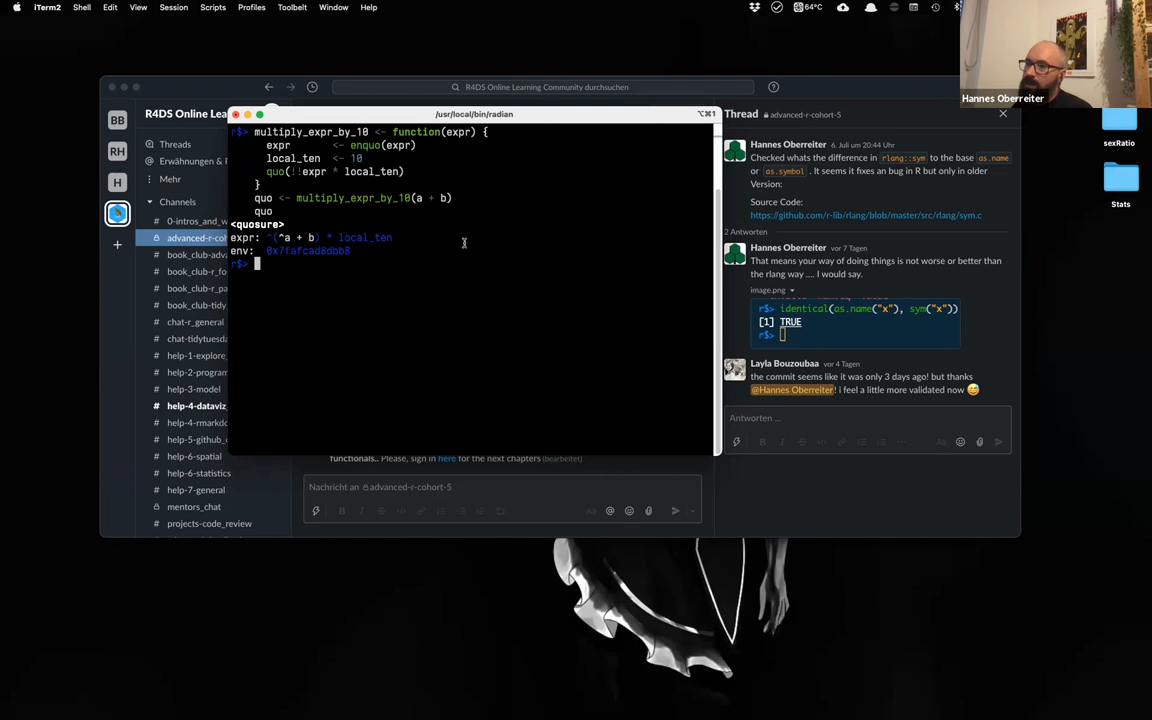 iTerm2 Shell Edit View Session Scripts Profiles Toolbelt Window Help
64°C
Hannes Oberreiter
R4DS Online Learning Community durchsuchen
BB
RH
H
R4DS Online Learning
Threads
Erwähnungen & R
Mehr
Channels
# 0-intros_and_w
advanced-r-coh
# book_club-adva
# book_club-r_fo
# book_club-r_pa
# book_club-tidy
# chat-r_general
# chat-tidytuesda
# help-1-explore_
# help-2-program
# help-3-model
# help-4-dataviz
# help-4-rmarkdo
# help-5-github_c
# help-6-spatial
# help-6-statistics
# help-7-general
mentors_chat
# projects-code_review
/usr/local/bin/radian
⌥⌘1
r$> multiply_expr_by_10 <- function(expr) {
expr <- enquo(expr)
local_ten <- 10
quo(!!expr * local_ten)
}
quo <- multiply_expr_by_10(a + b)
quo
<quosure>
expr: ^(^a + b) * local_ten
env: 0x7fafcad8dbb8
r$>
functionals.. Please, sign in here for the next chapters (bearbeitet)
Nachricht an advanced-r-cohort-5
Thread advanced-r-cohort-5
Hannes Oberreiter 6. Juli um 20:44 Uhr
Checked whats the difference in rlang::sym to the base as.name
or as.symbol . It seems it fixes an bug in R but only in older
Version:
Source Code:
https://github.com/r-lib/rlang/blob/master/src/rlang/sym.c
2 Antworten
Hannes Oberreiter vor 7 Tagen
That means your way of doing things is not worse or better than
the rlang way .... I would say.
image.png
r$> identical(as.name("x"), sym("x"))
[1] TRUE
r$>
Layla Bouzoubaa vor 4 Tagen
the commit seems like it was only 3 days ago! but thanks
@Hannes Oberreiter! i feel a little more validated now
Antworten ...
sexRatio
Stats